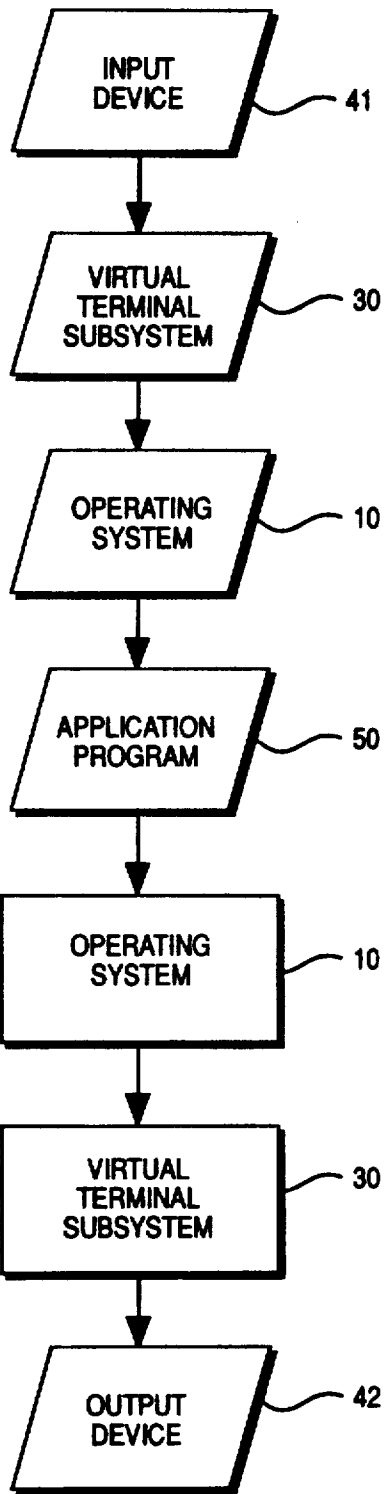 INPUT
DEVICE
41
VIRTUAL
TERMINAL
SUBSYSTEM
30
OPERATING
SYSTEM
10
APPLICATION
PROGRAM
50
OPERATING
SYSTEM
10
VIRTUAL
TERMINAL
SUBSYSTEM
30
OUTPUT
DEVICE
42